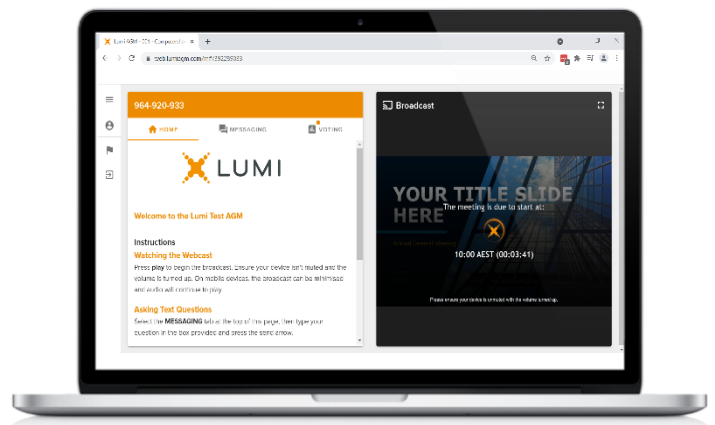 964-920-933
HOME
MESSAGING
VOTING
LUMI
Welcome to the Lumi Test AGM
Instructions
Watching the Webcast
Press play to begin the broadcast. Ensure your device isn't muted and the
volume is turned up. On mobile devices, the broadcast can be minimised
and audio will continue to play
Asking Text Questions
Select the MESSAGING tab at the top of this page, then type your
question in the box provided and press the send arrow.
Broadcast
YOUR TITLE SLIDE
HERE
The meeting is due to start at:
10:00 AEST (00:03:41)
Please ensure your device is unmuted with the volume turned up.